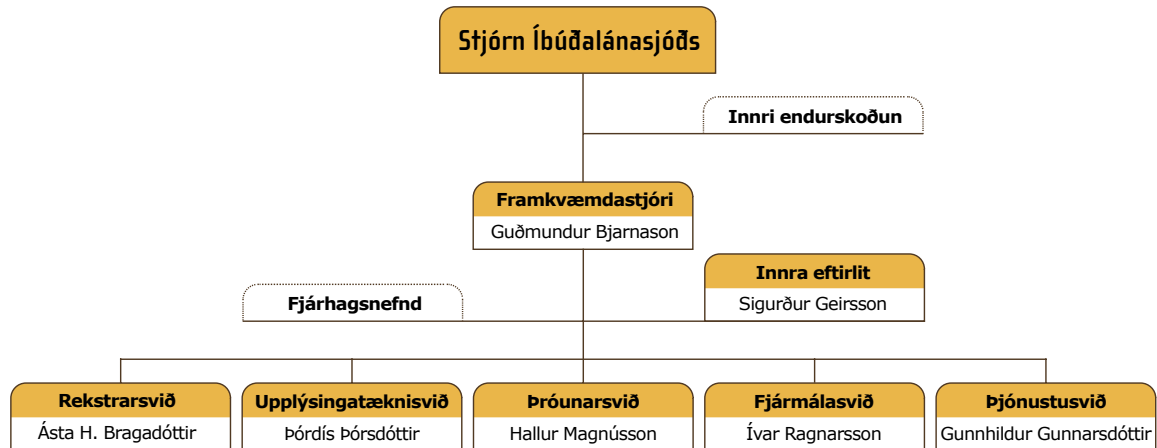 Stjórn Íbúðalánasjóðs
Innri endurskoðun
Framkvæmdastjóri
Guðmundur Bjarnason
Innra eftirlit
Sigurður Geirsson
Fjárhagsnefnd
Rekstrarsvið
Ásta H. Bragadóttir
Upplýsingatæknisvið
Þórdís Þórsdóttir
Þróunarsvið
Hallur Magnússon
Fjármálasvið
Ívar Ragnarsson
Þjónustusvið
Gunnhildur Gunnarsdóttir